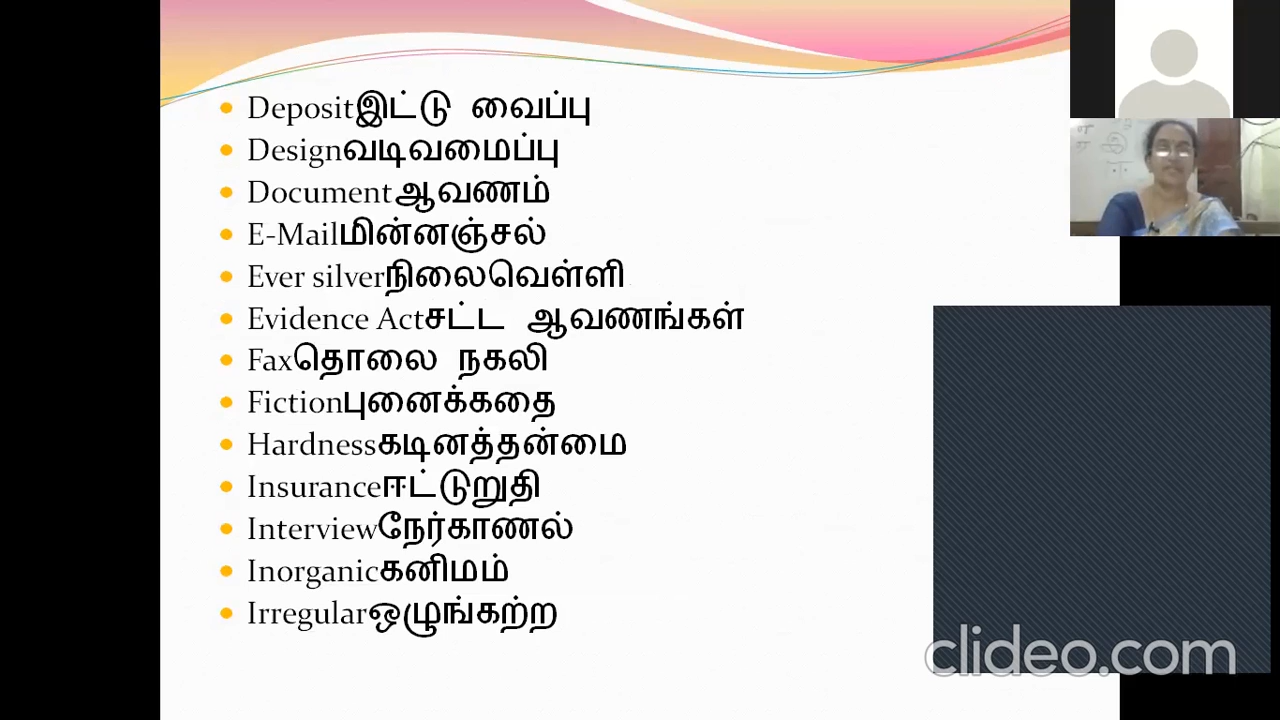 Depositஇட்டு வைப்பு
Designவடிவமைப்பு
Documentஆவணம்
E-Mailமின்னஞ்சல்
Ever silverநிலைவெள்ளி
Evidence Actசட்ட ஆவணங்கள்
Faxதொலை நகலி
Fictionபுனைக்கதை
Hardnessகடினத்தன்மை
Insuranceஈட்டுறுதி
Interviewநேர்காணல்
Inorganicகனிமம்
Irregularஒழுங்கற்ற
clideo.com